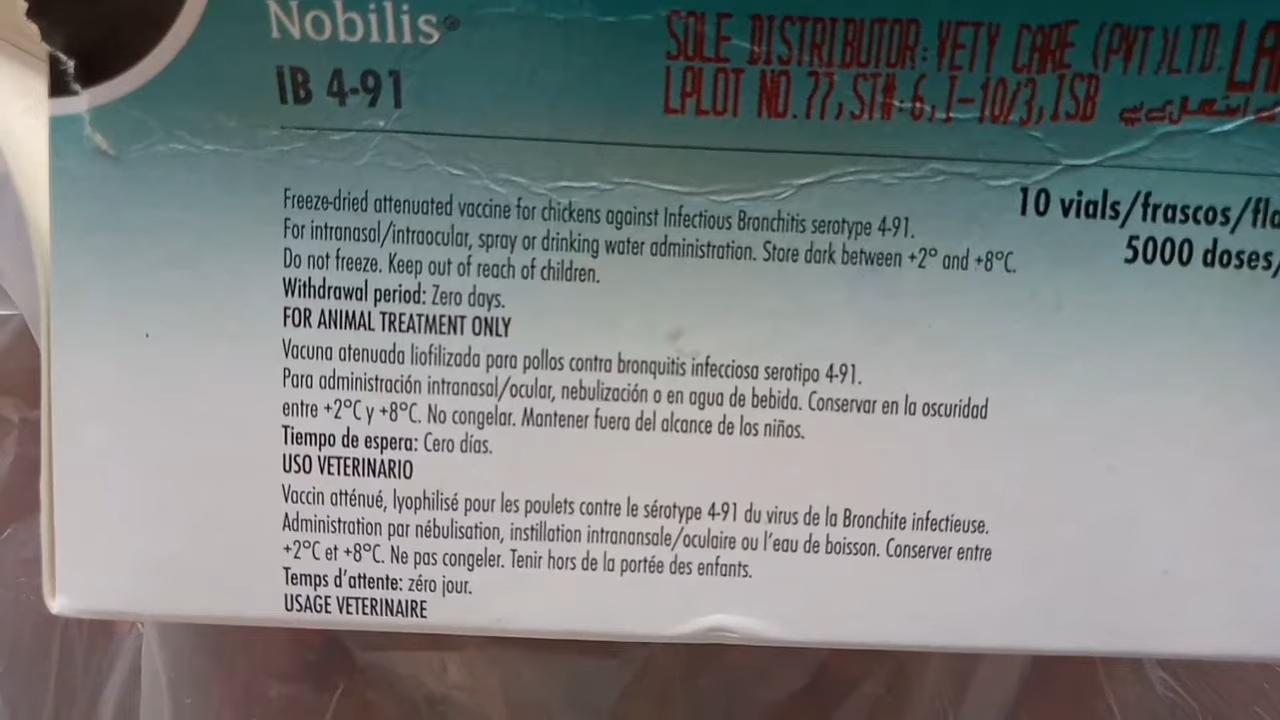 Nobilis®
IB 4-91
SOLE DISTRIBUTOR: VETY CARE (PVT)LTD.
LPLOT NO. 77, ST#-6, I-10/3, ISB
10 vials/frascos/
5000 doses/
Freeze-dried attenuated vaccine for chickens against Infectious Bronchitis serotype 4-91.
For intranasal/intraocular, spray or drinking water administration. Store dark between +2° and +8°C.
Do not freeze. Keep out of reach of children.
Withdrawal period: Zero days.
FOR ANIMAL TREATMENT ONLY
Vacuna atenuada liofilizada para pollos contra bronquitis infecciosa serotipo 4-91.
Para administración intranasal/ocular, nebulización o en agua de bebida. Conservar en la oscuridad
entre +2°C y +8°C. No congelar. Mantener fuera del alcance de los niños.
Tiempo de espera: Cero días.
USO VETERINARIO
Vaccin atténué, lyophilisé pour les poulets contre le sérotype 4-91 du virus de la Bronchite infectieuse.
Administration par nébulisation, instillation intranansale/oculaire ou l'eau de boisson. Conserver entre
+2°C et +8°C. Ne pas congeler. Tenir hors de la portée des enfants.
Temps d'attente: zéro jour.
USAGE VETERINAIRE